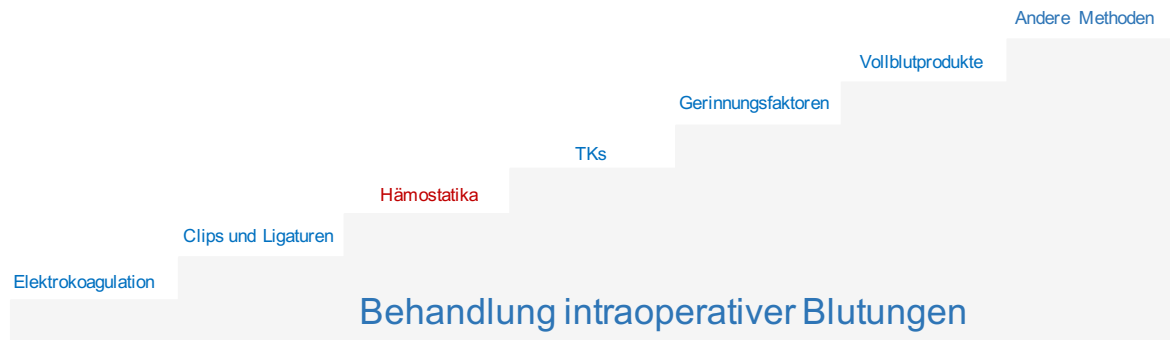 Andere Methoden
Vollblutprodukte
Gerinnungsfaktoren
TKs
Hämostatika
Clips und Ligaturen
Elektrokoagulation
Behandlung intraoperativer Blutungen